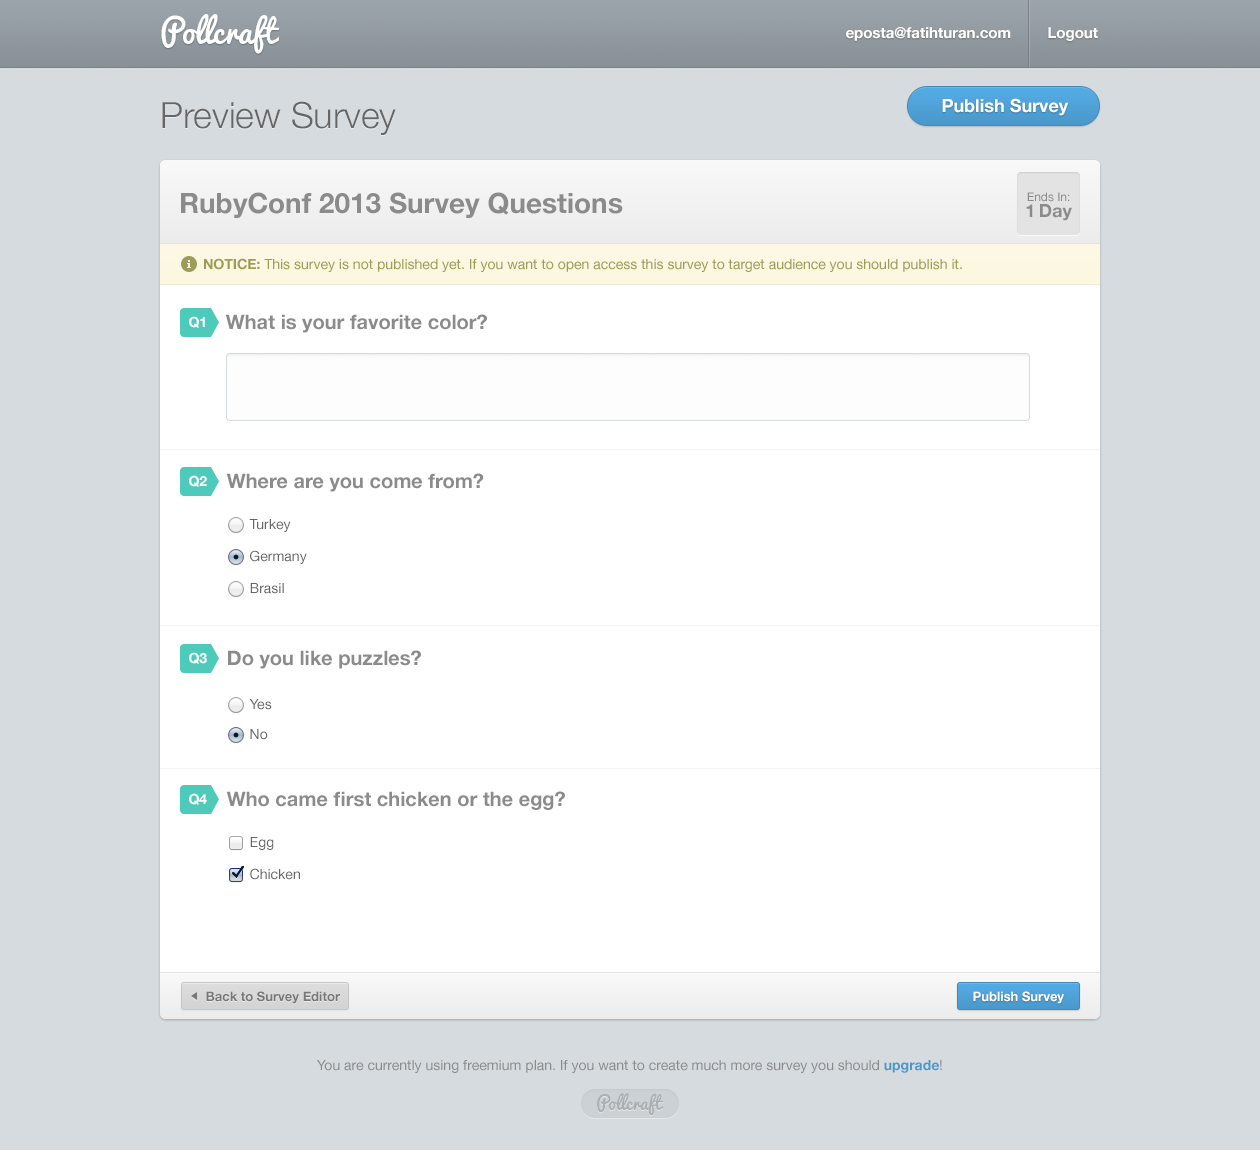 Pollcraft
eposta@fatihturan.com
Logout
Preview Survey
Publish Survey
RubyConf 2013 Survey Questions
Ends In:
1 Day
NOTICE: This survey is not published yet. If you want to open access this survey to target audience you should publish it.
Q1 What is your favorite color?
Q2 Where are you come from?
Turkey
Germany
Brasil
Q3 Do you like puzzles?
Yes
No
Q4 Who came first chicken or the egg?
Egg
Chicken
Back to Survey Editor
Publish Survey
You are currently using freemium plan. If you want to create much more survey you should upgrade!
Pollcraft